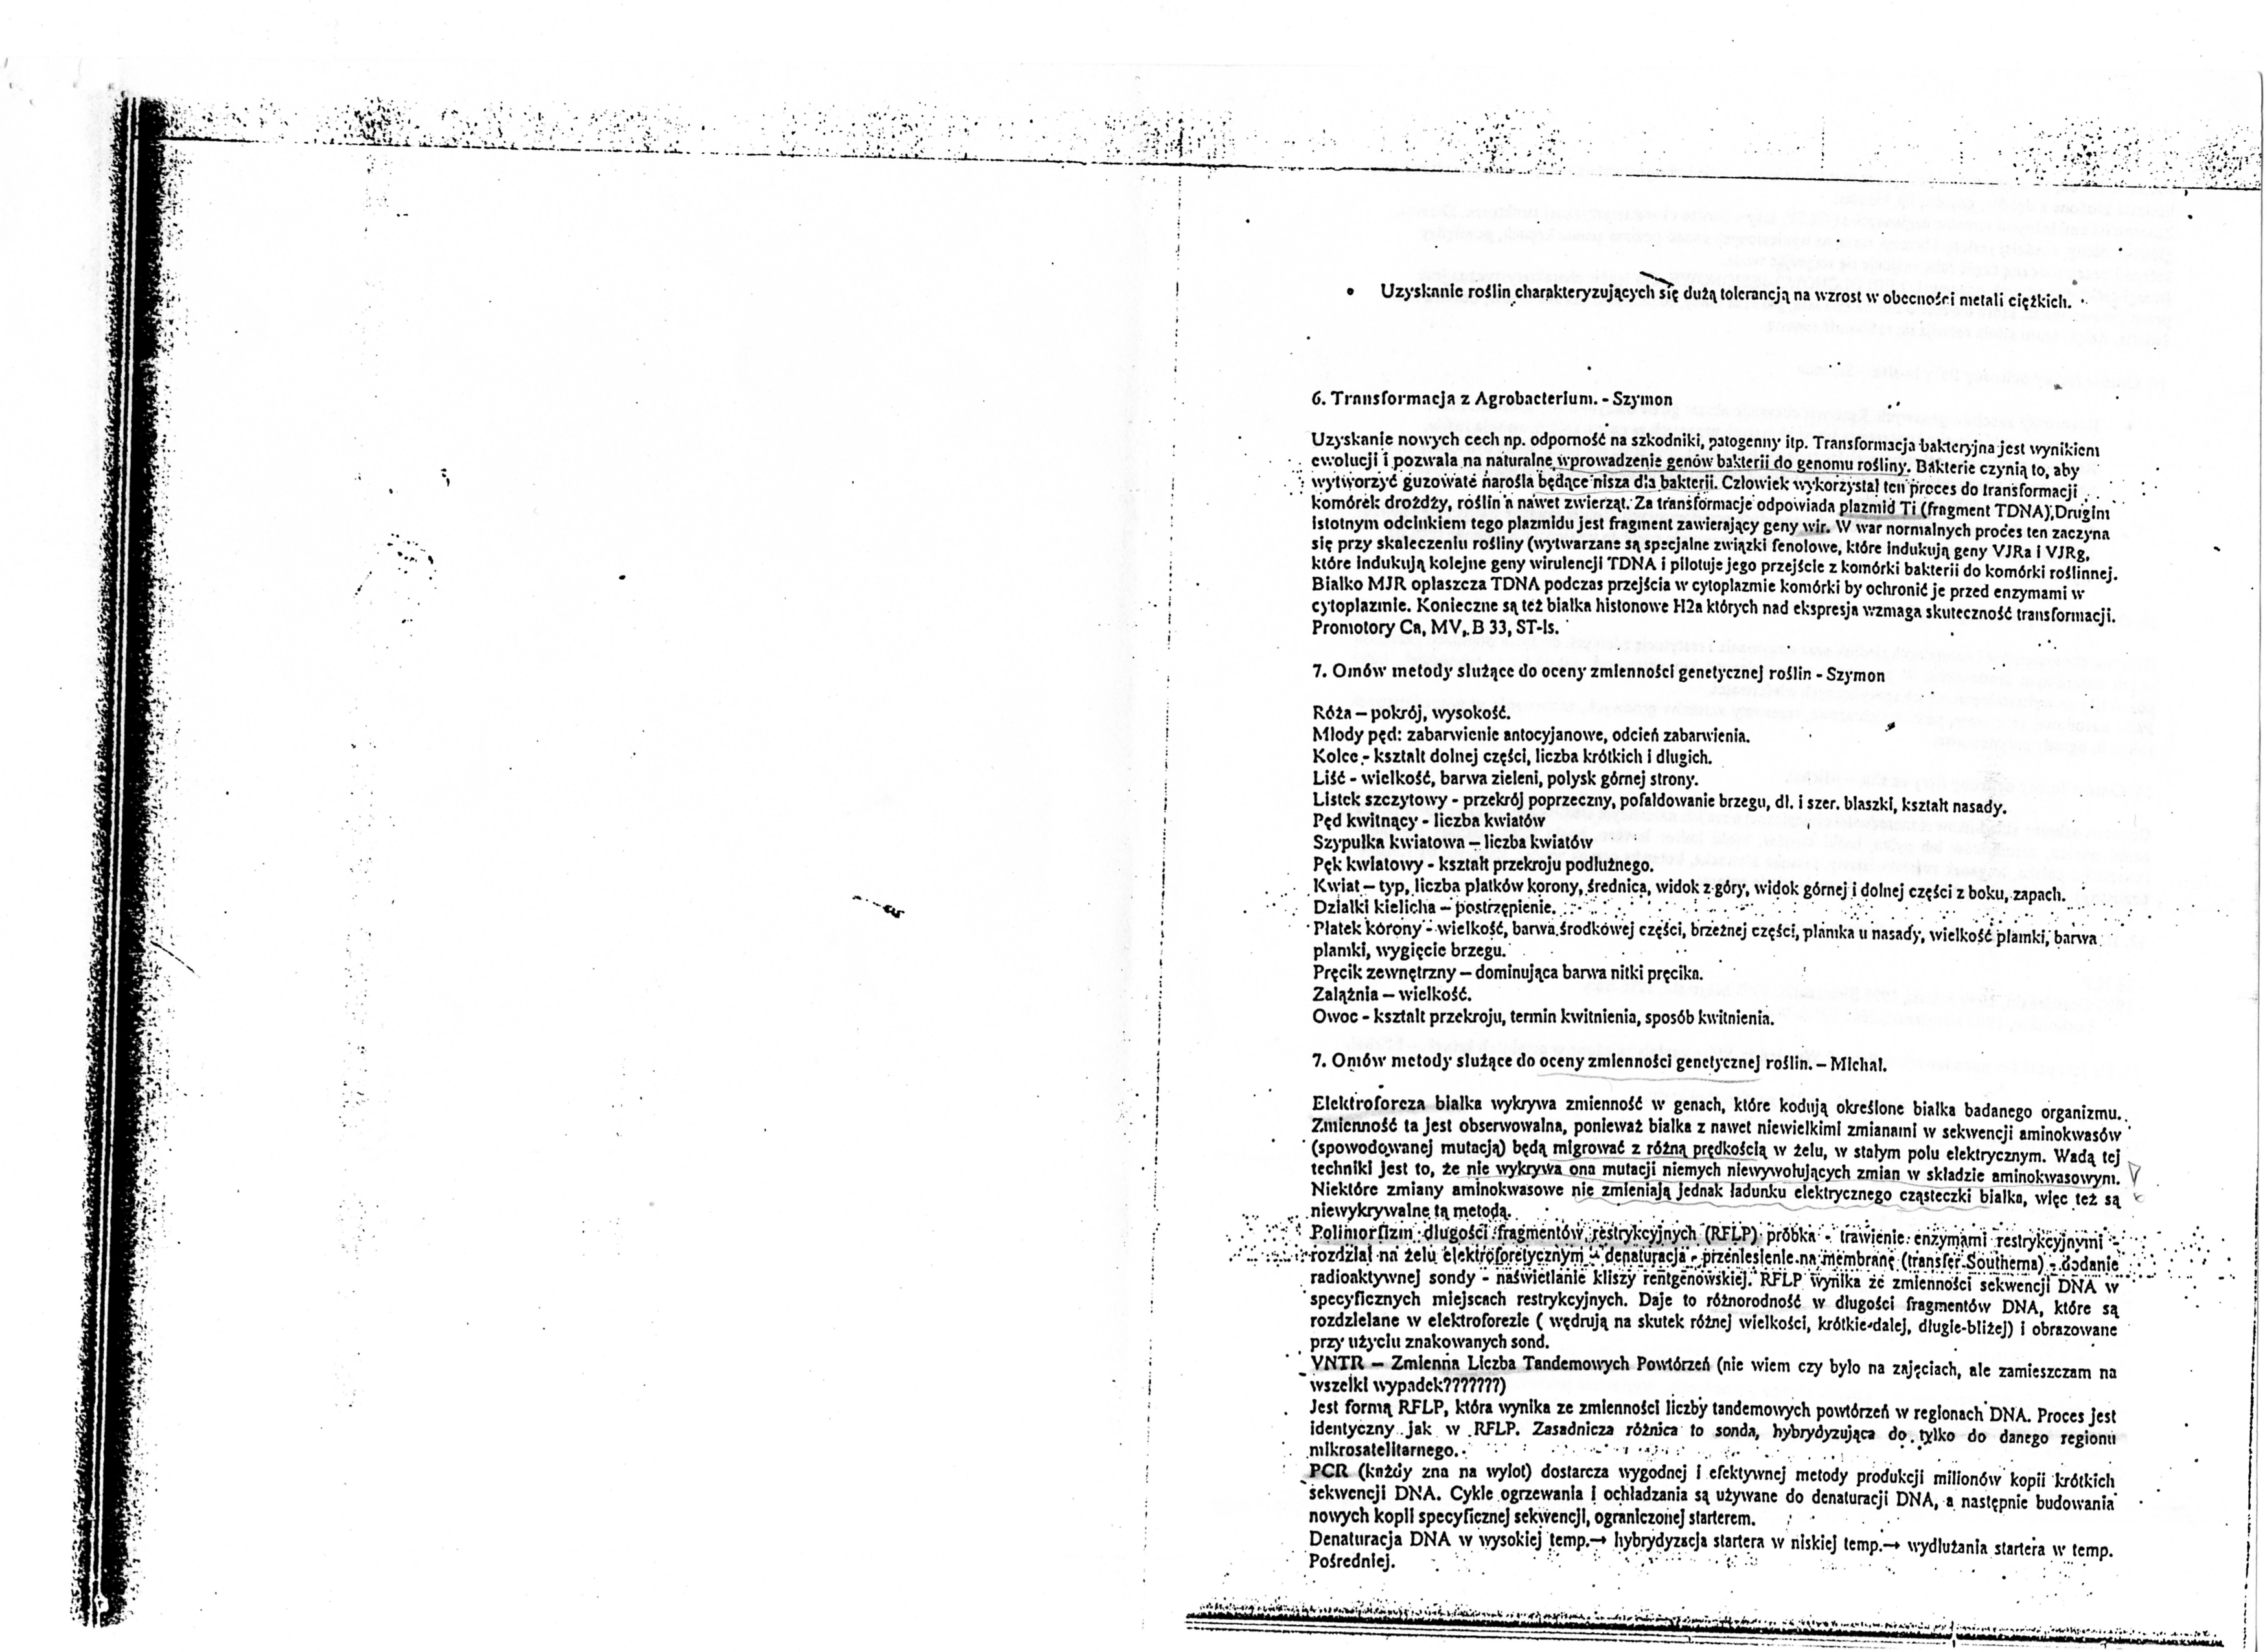 • Uzyskanie roślin charakteryzujących się dużą tolerancją na wzrost w obecności metali ciężkich.
6. Transformacja z Agrobacterium. - Szymon
Uzyskanie nowych cech np. odporność na szkodniki, patogenny itp. Transformacja bakteryjna jest wynikiem
ewolucji i pozwala na naturalne wprowadzenie genów bakterii do genomu rośliny. Bakterie czynią to, aby
wytworzyć guzowate narośla będące nisza dla bakterii. Człowiek wykorzystał ten proces do transformacji
komórek drożdży, roślin a nawet zwierząt. Za transformacje odpowiada plazmid Ti (fragment TDNA).Drugim
istotnym odcinkiem tego plazmidu jest fragment zawierający geny wir. W war normalnych proces ten zaczyna
się przy skaleczeniu rośliny (wytwarzane są specjalne związki fenolowe, które indukują geny VJRa i VJRg,
które indukują kolejne geny wirulencji TDNA i pilotuje jego przejście z komórki bakterii do komórki roślinnej.
Białko MJR opłaszcza TDNA podczas przejścia w cytoplazmie komórki by ochronić je przed enzymami w
cytoplazmie. Konieczne są też białka histonowe H2a których nad ekspresja wzmaga skuteczność transformacji.
Promotory Ca, MV, B 33, ST-ls.
7. Omów metody służące do oceny zmienności genetycznej roślin - Szymon
Róża – pokrój, wysokość.
Młody pęd: zabarwienie antocyjanowe, odcień zabarwienia.
Kolce - kształt dolnej części, liczba krótkich i długich.
Liść - wielkość, barwa zieleni, połysk górnej strony.
Listek szczytowy - przekrój poprzeczny, pofałdowanie brzegu, dł. i szer. blaszki, kształt nasady.
Pęd kwitnący - liczba kwiatów
Szypułka kwiatowa – liczba kwiatów
Pęk kwiatowy - kształt przekroju podłużnego.
Kwiat – typ, liczba płatków korony, średnica, widok z góry, widok górnej i dolnej części z boku, zapach.
Działki kielicha – postrzępienie.
Płatek korony - wielkość, barwa środkowej części, brzeżnej części, plamka u nasady, wielkość plamki, barwa
plamki, wygięcie brzegu.
Pręcik zewnętrzny – dominująca barwa nitki pręcika.
Zalążnia – wielkość.
Owoc - kształt przekroju, termin kwitnienia, sposób kwitnienia.
7. Omów metody służące do oceny zmienności genetycznej roślin. – Michał.
Elektroforeza białka wykrywa zmienność w genach, które kodują określone białka badanego organizmu.
Zmienność ta jest obserwowalna, ponieważ białka z nawet niewielkimi zmianami w sekwencji aminokwasów
(spowodowanej mutacją) będą migrować z różną prędkością w żelu, w stałym polu elektrycznym. Wadą tej
techniki jest to, że nie wykrywa ona mutacji niemych niewywołujących zmian w składzie aminokwasowym.
Niektóre zmiany aminokwasowe nie zmieniają jednak ładunku elektrycznego cząsteczki białka, więc też są
niewykrywalne tą metodą.
Polimorfizm długości fragmentów restrykcyjnych (RFLP) próbka - trawienie enzymami restrykcyjnymi -
rozdział na żelu elektroforetycznym - denaturacja - przeniesienie na membranę (transfer Southerna) - dodanie
radioaktywnej sondy - naświetlanie kliszy rentgenowskiej. RFLP wynika ze zmienności sekwencji DNA w
specyficznych miejscach restrykcyjnych. Daje to różnorodność w długości fragmentów DNA, które są
rozdzielane w elektroforezie ( wędrują na skutek różnej wielkości, krótkie-dalej, długie-bliżej) i obrazowane
przy użyciu znakowanych sond.
VNTR – Zmienna Liczba Tandemowych Powtórzeń (nie wiem czy było na zajęciach, ale zamieszczam na
wszelki wypadek???????)
Jest formą RFLP, która wynika ze zmienności liczby tandemowych powtórzeń w regionach DNA. Proces jest
identyczny jak w RFLP. Zasadnicza różnica to sonda, hybrydyzująca do tylko do danego regionu
mikrosatelitarnego.
PCR (każdy zna na wylot) dostarcza wygodnej i efektywnej metody produkcji milionów kopii krótkich
sekwencji DNA. Cykle ogrzewania i ochładzania są używane do denaturacji DNA, a następnie budowania
nowych kopii specyficznej sekwencji, ograniczonej starterem.
Denaturacja DNA w wysokiej temp.→ hybrydyzacja startera w niskiej temp.→ wydłużania startera w temp.
Pośredniej.